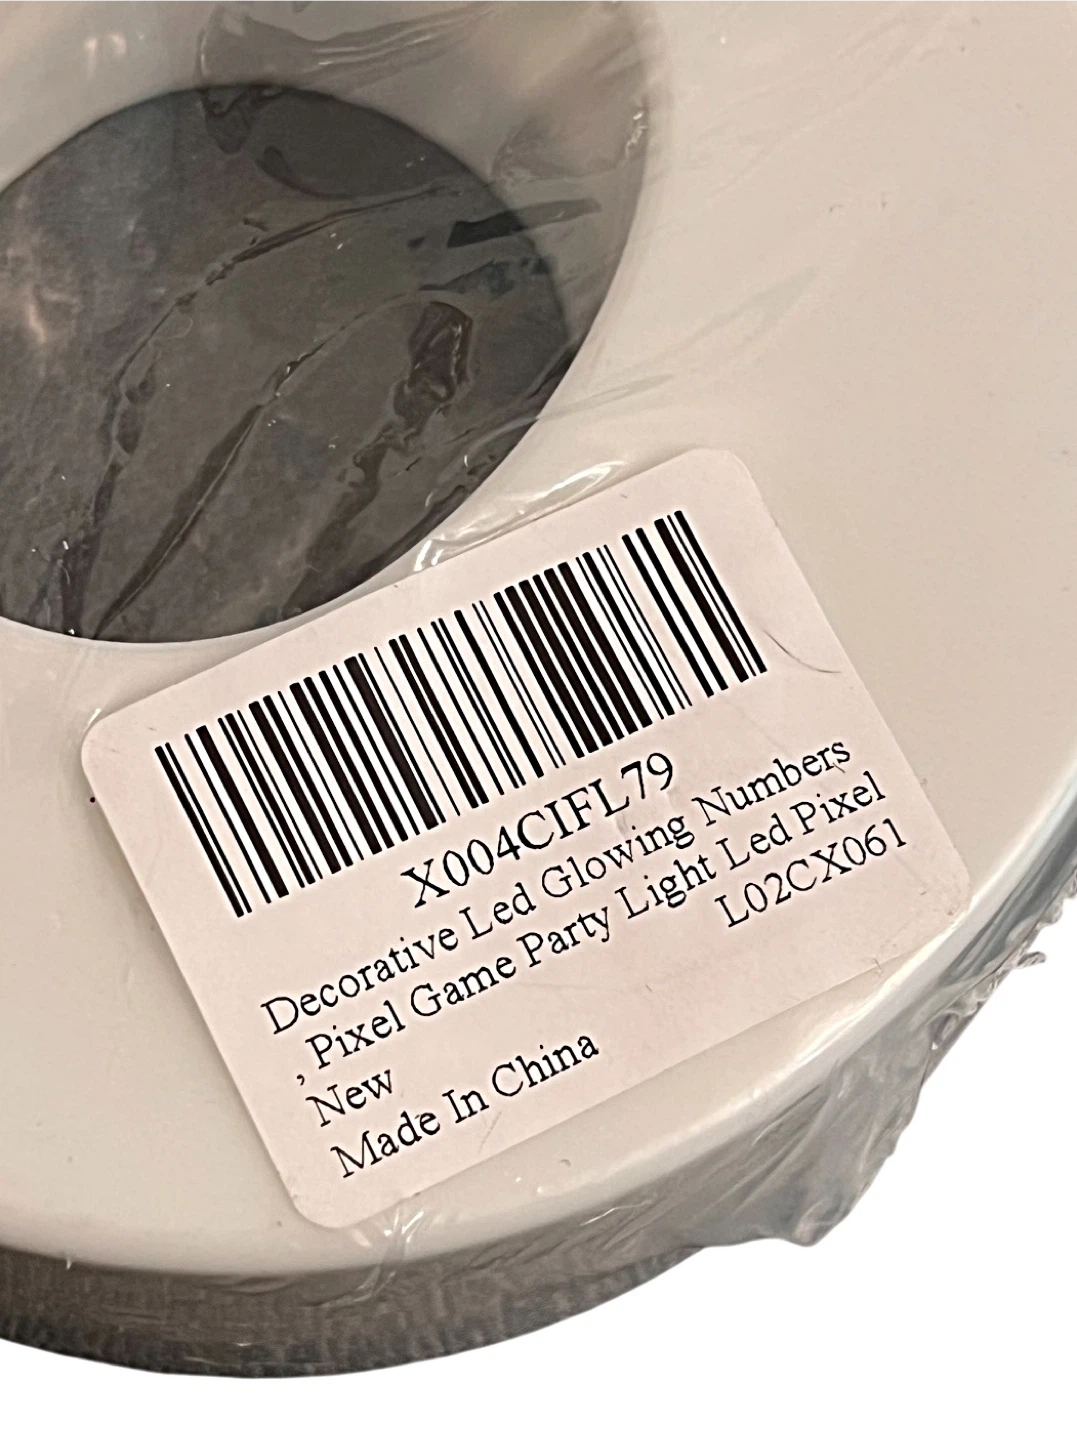 X004CIFL79
Decorative Led Glowing Numbers
, Pixel Game Party Light Led Pixel
L02CX061
New
Made In China